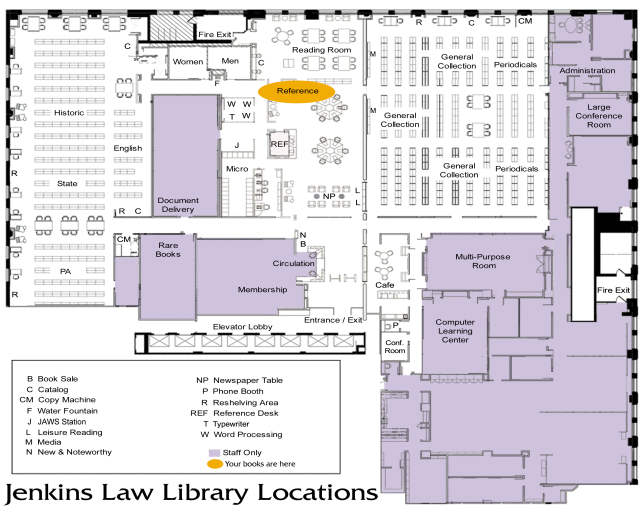 R
C
CM
Fire Exit
C
Reading Room
Women
Men
C
M
General
Collection
Periodicals
Administration
F
Reference
Large
Conference
Room
Historic
W W
T W
M
General
Collection
English
J
REF
R
State
Micro
General
Collection
Periodicals
Document
Delivery
NP
L
L
R C
CM
Rare
Books
N
B
Circulation
Multi-Purpose
Room
PA
Membership
Cafe
Fire Exit
R
Entrance / Exit
Elevator Lobby
P
Computer
Learning
Center
Conf.
Room
B Book Sale
C Catalog
CM Copy Machine
F Water Fountain
J JAWS Station
L Leisure Reading
M Media
N New & Noteworthy
NP Newspaper Table
P Phone Booth
R Reshelving Area
REF Reference Desk
T Typewriter
W Word Processing
Staff Only
Your books are here
Jenkins Law Library Locations